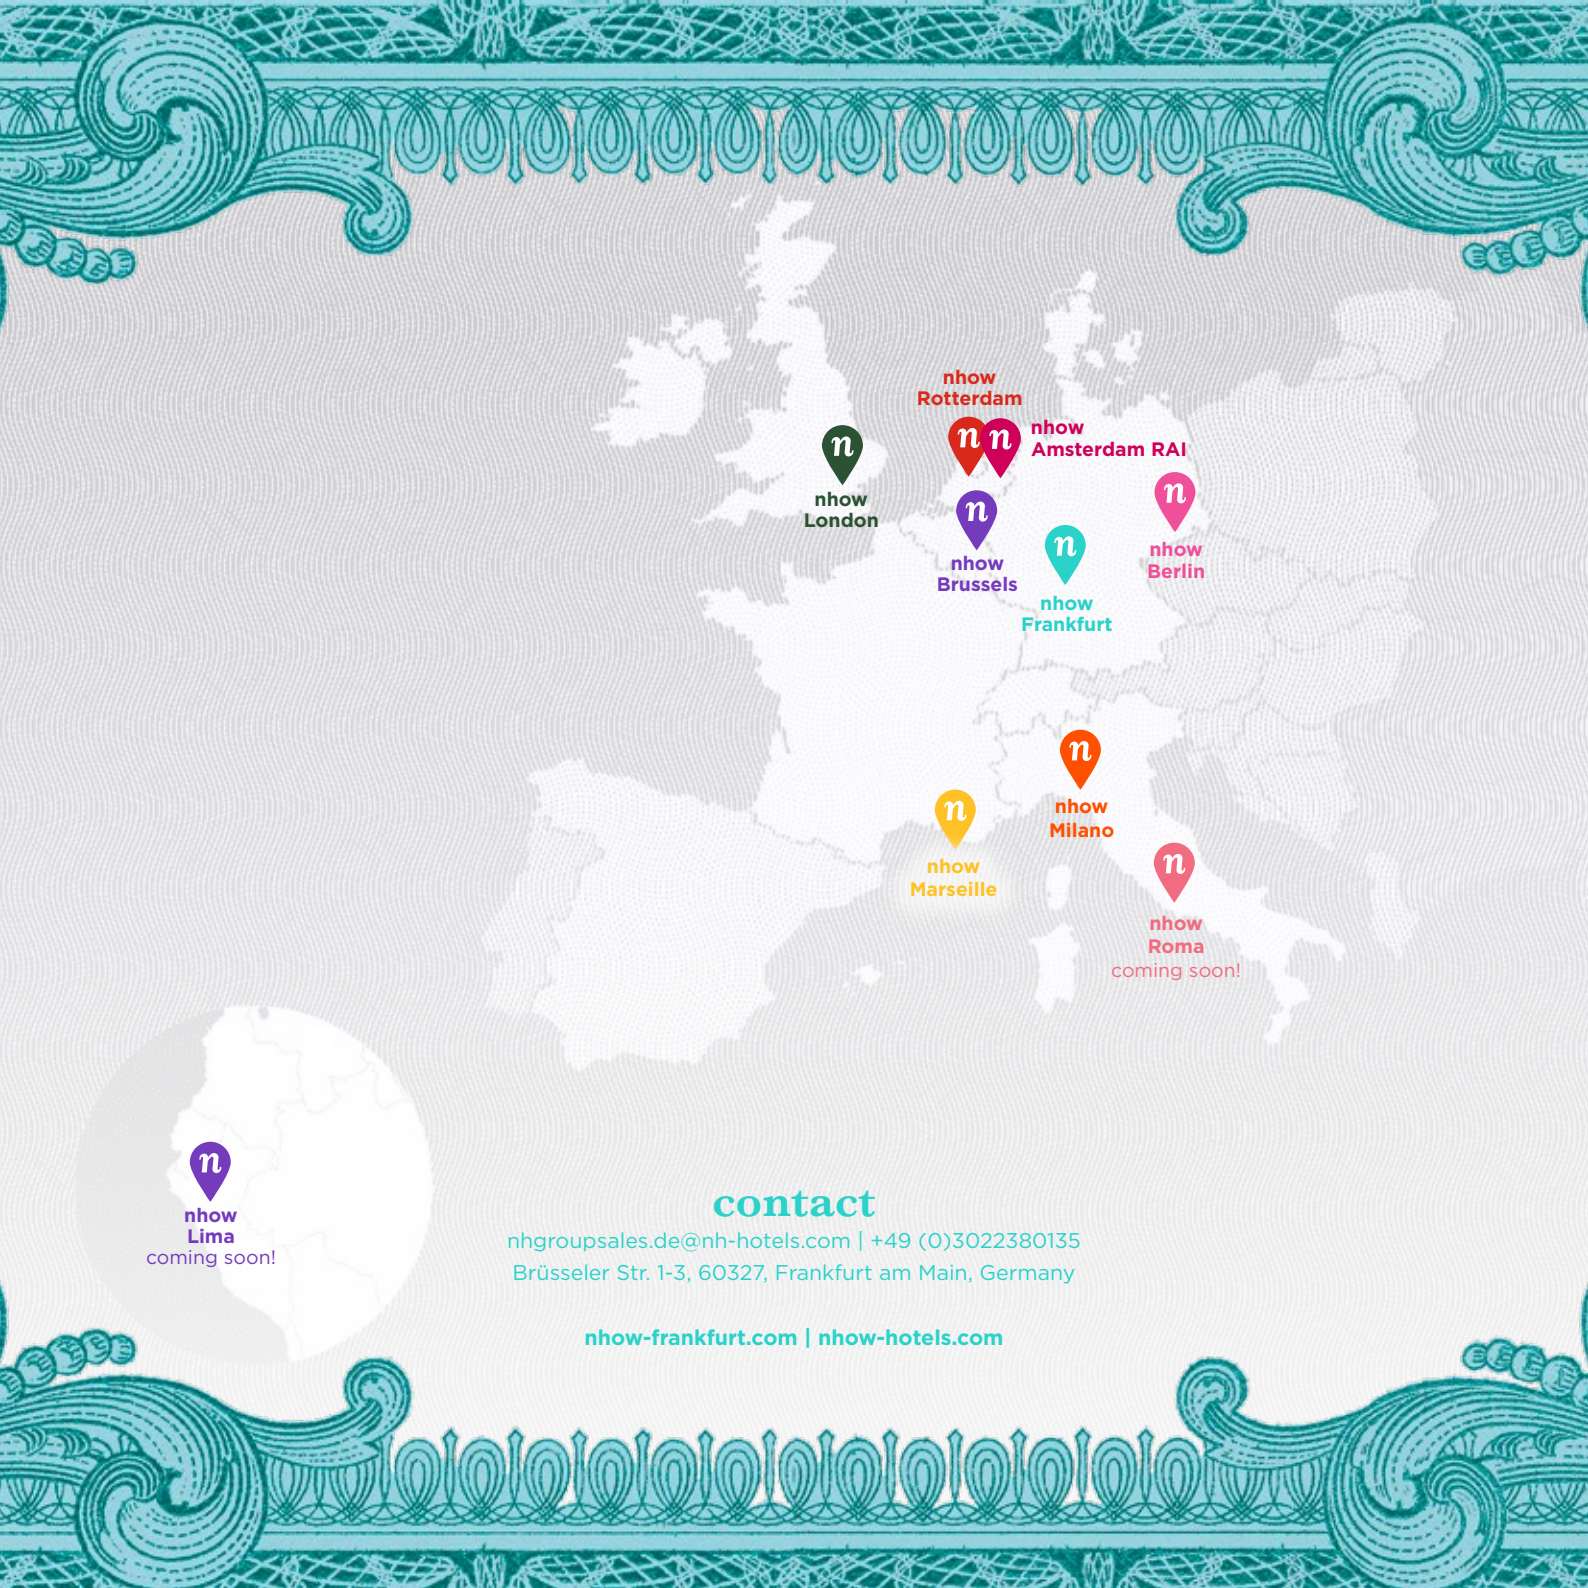 nhow
Rotterdam
n
n
nhow
Amsterdam RAI
n
nhow
London
n
nhow
Berlin
n
nhow
Brussels
n
nhow
Frankfurt
n
nhow
Milano
n
nhow
Marseille
n
nhow
Roma
coming soon!
n
nhow
Lima
coming soon!
contact
nhgroupsales.de@nh-hotels.com | +49 (0)3022380135
Brüsseler Str. 1-3, 60327, Frankfurt am Main, Germany
nhow-frankfurt.com | nhow-hotels.com